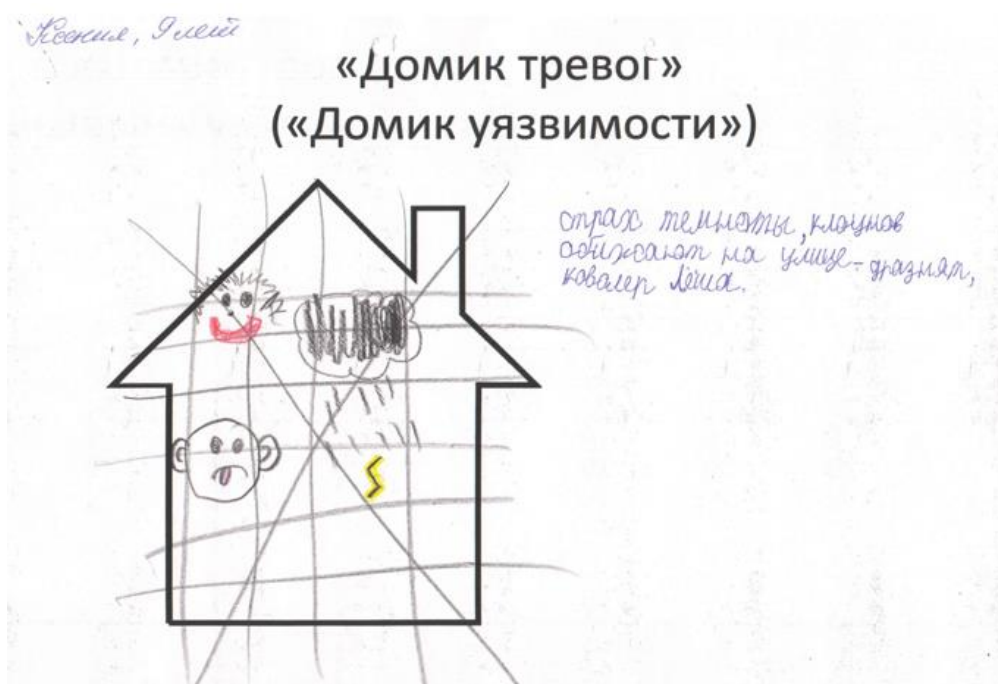 Ксения, 9 лет
«Домик тревог»
(«Домик уязвимости»)
страх темноты, клоунов
обижают на улице - дразнят,
кавалер Лёша.